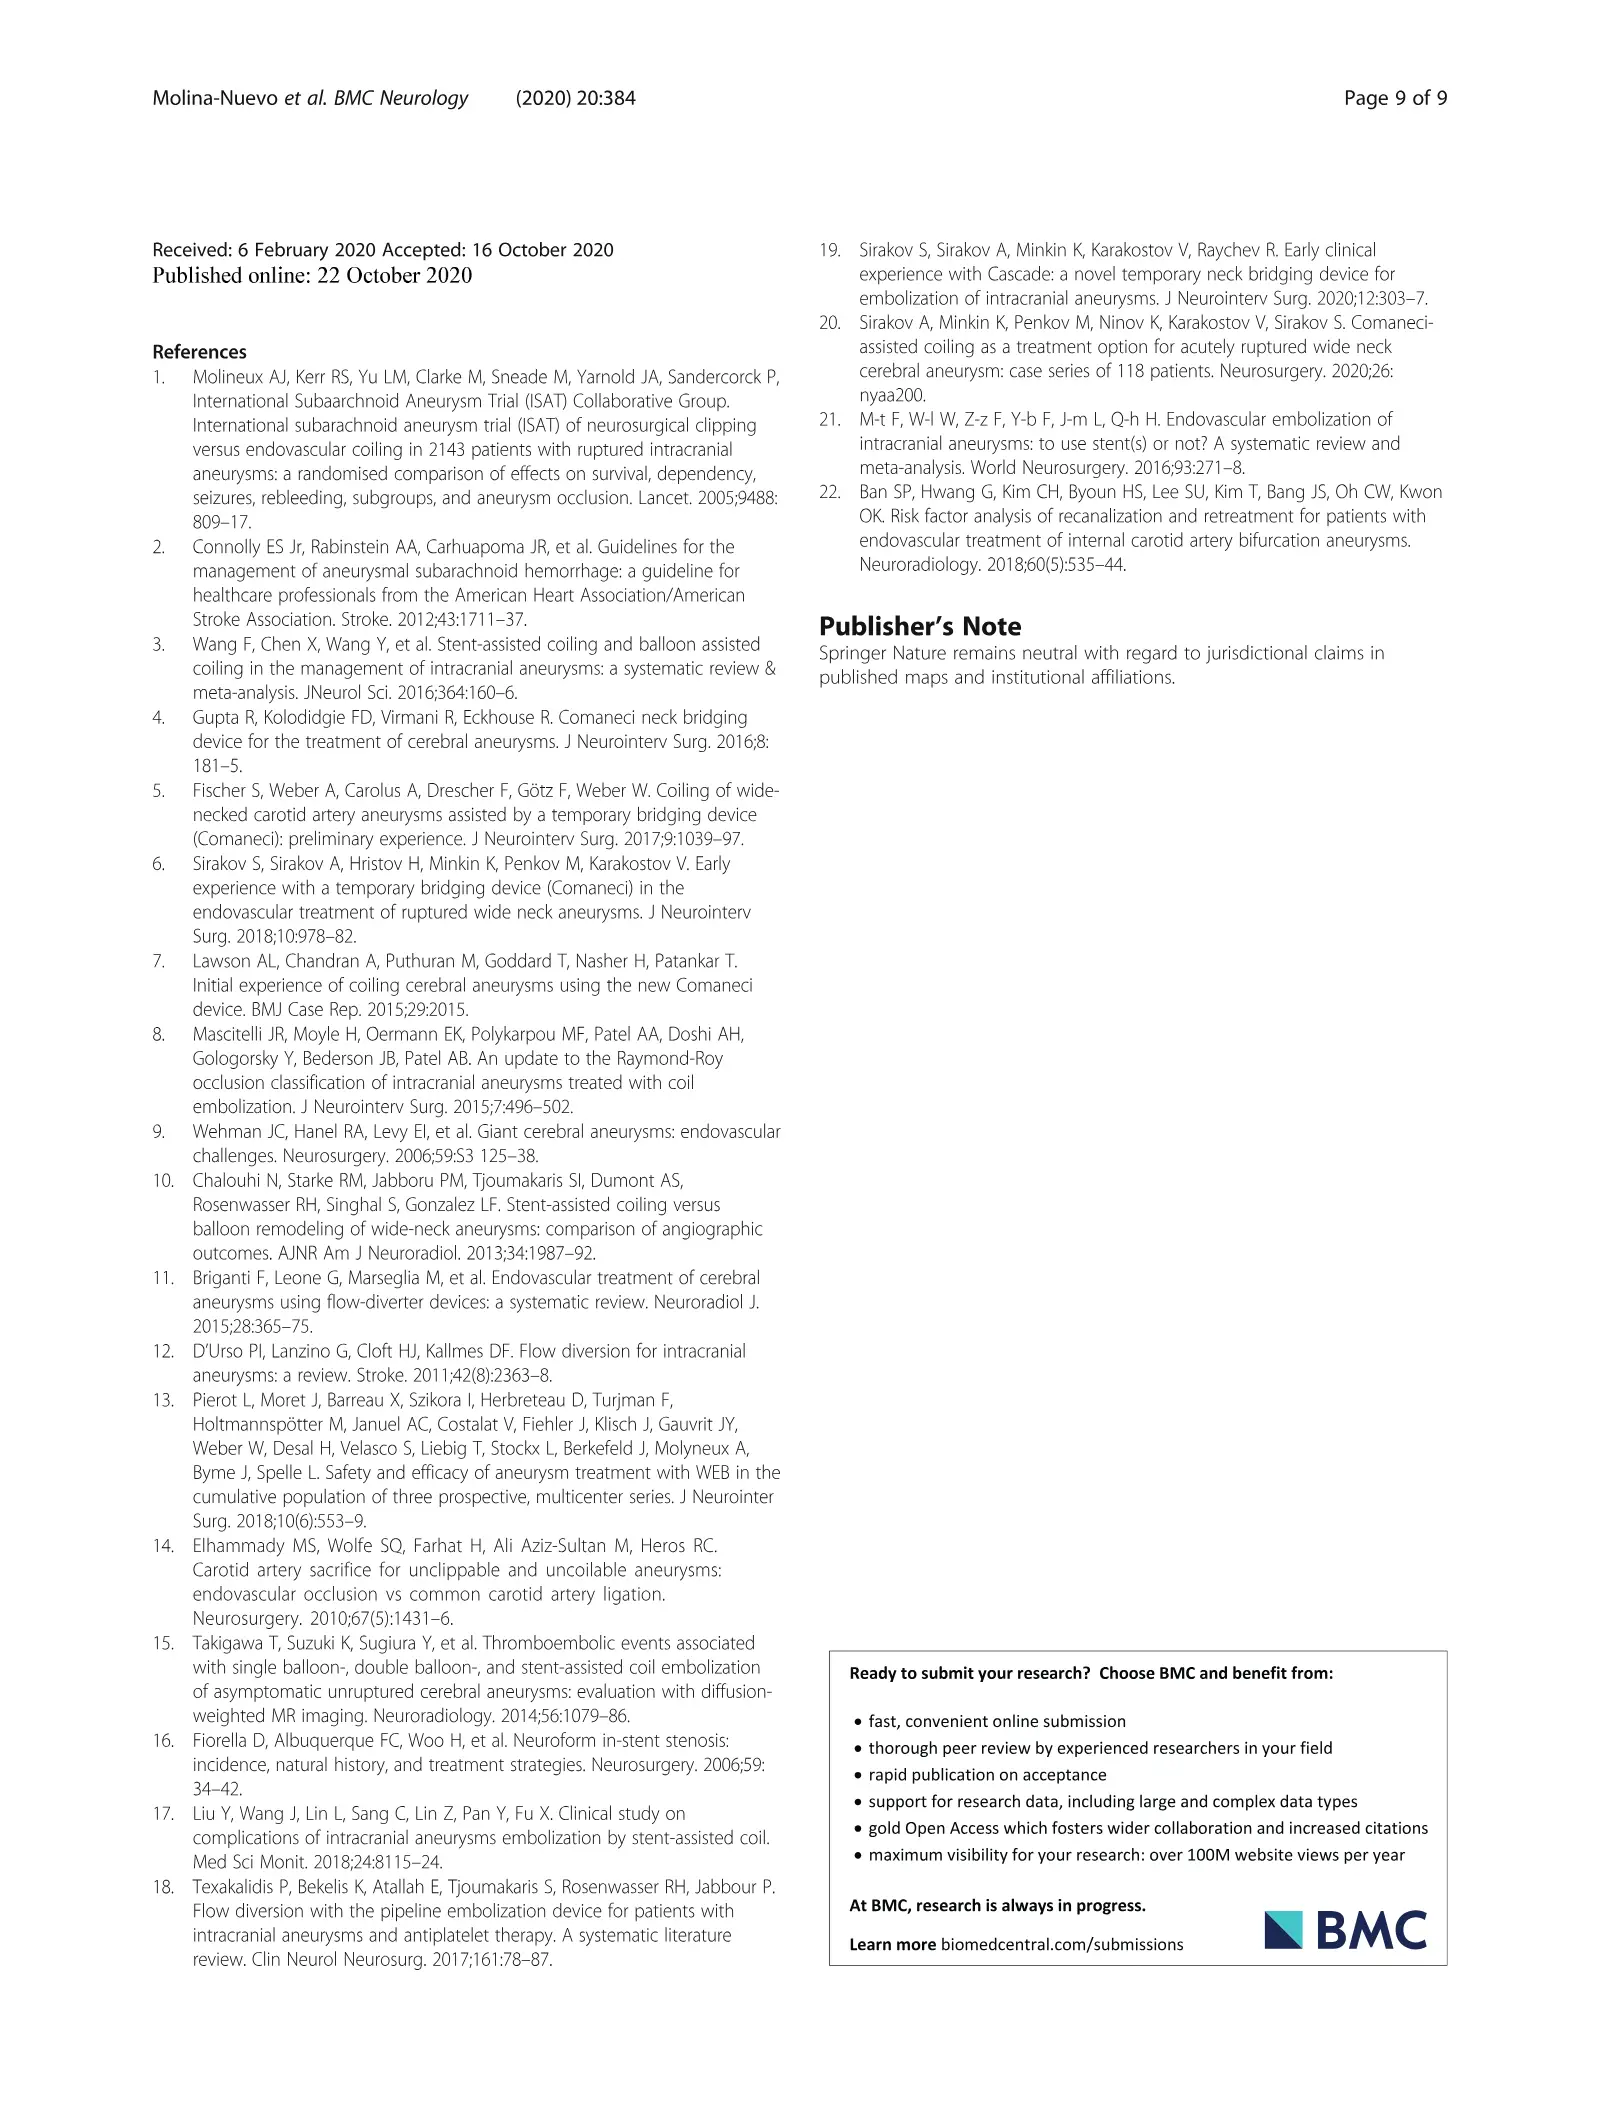 Molina-Nuevo et al. BMC Neurology (2020) 20:384 Page 9 of 9
Received: 6 February 2020 Accepted: 16 October 2020
Published online: 22 October 2020
References
1. Molineux AJ, Kerr RS, Yu LM, Clarke M, Sneade M, Yarnold JA, Sandercorck P,
International Subaarchnoid Aneurysm Trial (ISAT) Collaborative Group.
International subarachnoid aneurysm trial (ISAT) of neurosurgical clipping
versus endovascular coiling in 2143 patients with ruptured intracranial
aneurysms: a randomised comparison of effects on survival, dependency,
seizures, rebleeding, subgroups, and aneurysm occlusion. Lancet. 2005;9488:
809–17.
2. Connolly ES Jr, Rabinstein AA, Carhuapoma JR, et al. Guidelines for the
management of aneurysmal subarachnoid hemorrhage: a guideline for
healthcare professionals from the American Heart Association/American
Stroke Association. Stroke. 2012;43:1711–37.
3. Wang F, Chen X, Wang Y, et al. Stent-assisted coiling and balloon assisted
coiling in the management of intracranial aneurysms: a systematic review &
meta-analysis. JNeurol Sci. 2016;364:160–6.
4. Gupta R, Kolodidgie FD, Virmani R, Eckhouse R. Comaneci neck bridging
device for the treatment of cerebral aneurysms. J Neurointerv Surg. 2016;8:
181–5.
5. Fischer S, Weber A, Carolus A, Drescher F, Götz F, Weber W. Coiling of wide-
necked carotid artery aneurysms assisted by a temporary bridging device
(Comaneci): preliminary experience. J Neurointerv Surg. 2017;9:1039–97.
6. Sirakov S, Sirakov A, Hristov H, Minkin K, Penkov M, Karakostov V. Early
experience with a temporary bridging device (Comaneci) in the
endovascular treatment of ruptured wide neck aneurysms. J Neurointerv
Surg. 2018;10:978–82.
7. Lawson AL, Chandran A, Puthuran M, Goddard T, Nasher H, Patankar T.
Initial experience of coiling cerebral aneurysms using the new Comaneci
device. BMJ Case Rep. 2015;29:2015.
8. Mascitelli JR, Moyle H, Oermann EK, Polykarpou MF, Patel AA, Doshi AH,
Gologorsky Y, Bederson JB, Patel AB. An update to the Raymond-Roy
occlusion classification of intracranial aneurysms treated with coil
embolization. J Neurointerv Surg. 2015;7:496–502.
9. Wehman JC, Hanel RA, Levy EI, et al. Giant cerebral aneurysms: endovascular
challenges. Neurosurgery. 2006;59:S3 125–38.
10. Chalouhi N, Starke RM, Jabboru PM, Tjoumakaris SI, Dumont AS,
Rosenwasser RH, Singhal S, Gonzalez LF. Stent-assisted coiling versus
balloon remodeling of wide-neck aneurysms: comparison of angiographic
outcomes. AJNR Am J Neuroradiol. 2013;34:1987–92.
11. Briganti F, Leone G, Marseglia M, et al. Endovascular treatment of cerebral
aneurysms using flow-diverter devices: a systematic review. Neuroradiol J.
2015;28:365–75.
12. D’Urso PI, Lanzino G, Cloft HJ, Kallmes DF. Flow diversion for intracranial
aneurysms: a review. Stroke. 2011;42(8):2363–8.
13. Pierot L, Moret J, Barreau X, Szikora I, Herbreteau D, Turjman F,
Holtmannspötter M, Januel AC, Costalat V, Fiehler J, Klisch J, Gauvrit JY,
Weber W, Desal H, Velasco S, Liebig T, Stockx L, Berkefeld J, Molyneux A,
Byrne J, Spelle L. Safety and efficacy of aneurysm treatment with WEB in the
cumulative population of three prospective, multicenter series. J Neurointer
Surg. 2018;10(6):553–9.
14. Elhammady MS, Wolfe SQ, Farhat H, Ali Aziz-Sultan M, Heros RC.
Carotid artery sacrifice for unclippable and uncoilable aneurysms:
endovascular occlusion vs common carotid artery ligation.
Neurosurgery. 2010;67(5):1431–6.
15. Takigawa T, Suzuki K, Sugiura Y, et al. Thromboembolic events associated
with single balloon-, double balloon-, and stent-assisted coil embolization
of asymptomatic unruptured cerebral aneurysms: evaluation with diffusion-
weighted MR imaging. Neuroradiology. 2014;56:1079–86.
16. Fiorella D, Albuquerque FC, Woo H, et al. Neuroform in-stent stenosis:
incidence, natural history, and treatment strategies. Neurosurgery. 2006;59:
34–42.
17. Liu Y, Wang J, Lin L, Sang C, Lin Z, Pan Y, Fu X. Clinical study on
complications of intracranial aneurysms embolization by stent-assisted coil.
Med Sci Monit. 2018;24:8115–24.
18. Texakalidis P, Bekelis K, Atallah E, Tjoumakaris S, Rosenwasser RH, Jabbour P.
Flow diversion with the pipeline embolization device for patients with
intracranial aneurysms and antiplatelet therapy. A systematic literature
review. Clin Neurol Neurosurg. 2017;161:78–87.
19. Sirakov S, Sirakov A, Minkin K, Karakostov V, Raychev R. Early clinical
experience with Cascade: a novel temporary neck bridging device for
embolization of intracranial aneurysms. J Neurointerv Surg. 2020;12:303–7.
20. Sirakov A, Minkin K, Penkov M, Ninov K, Karakostov V, Sirakov S. Comaneci-
assisted coiling as a treatment option for acutely ruptured wide neck
cerebral aneurysm: case series of 118 patients. Neurosurgery. 2020;26:
nyaa200.
21. M-t F, W-l W, Z-z F, Y-b F, J-m L, Q-h H. Endovascular embolization of
intracranial aneurysms: to use stent(s) or not? A systematic review and
meta-analysis. World Neurosurgery. 2016;93:271–8.
22. Ban SP, Hwang G, Kim CH, Byoun HS, Lee SU, Kim T, Bang JS, Oh CW, Kwon
OK. Risk factor analysis of recanalization and retreatment for patients with
endovascular treatment of internal carotid artery bifurcation aneurysms.
Neuroradiology. 2018;60(5):535–44.
Publisher’s Note
Springer Nature remains neutral with regard to jurisdictional claims in
published maps and institutional affiliations.
Ready to submit your research? Choose BMC and benefit from:
• fast, convenient online submission
• thorough peer review by experienced researchers in your field
• rapid publication on acceptance
• support for research data, including large and complex data types
• gold Open Access which fosters wider collaboration and increased citations
• maximum visibility for your research: over 100M website views per year
At BMC, research is always in progress.
Learn more biomedcentral.com/submissions
BMC